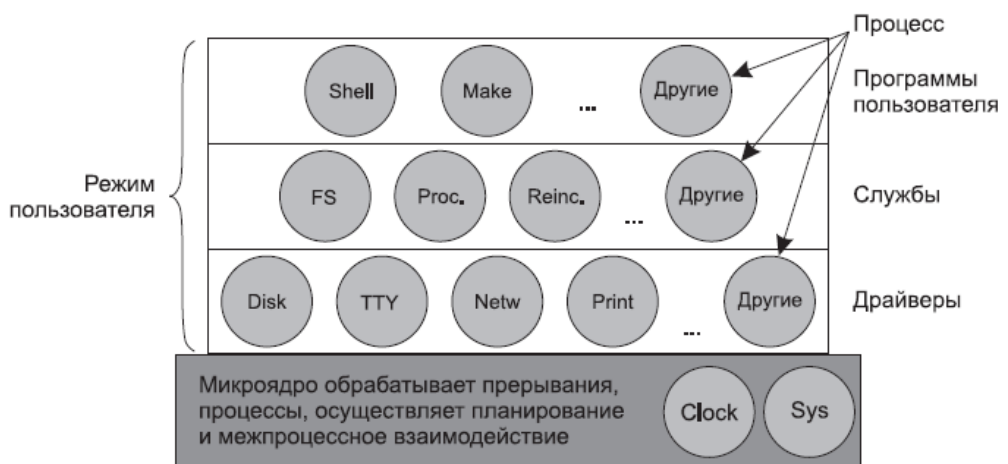 Процесс
Shell Make ... Другие
Программы
пользователя
Режим
пользователя
FS Proc. Reinc. ... Другие
Службы
Disk TTY Netw Print ... Другие
Драйверы
Микроядро обрабатывает прерывания,
процессы, осуществляет планирование
и межпроцессное взаимодействие
Clock Sys